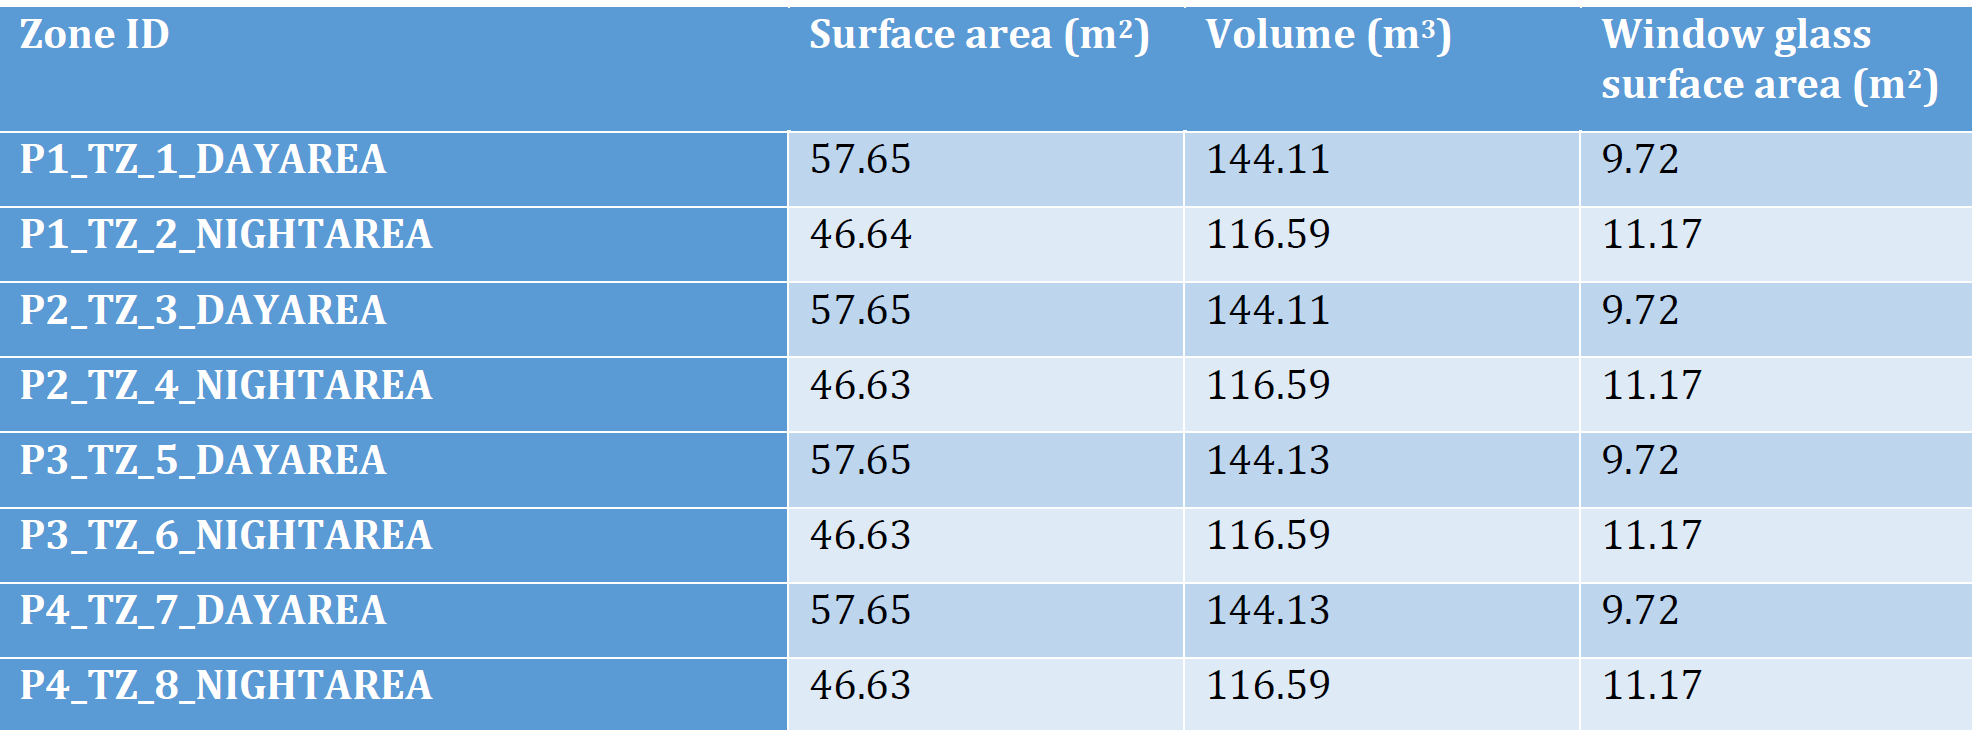 Zone ID Surface area (m²) Volume (m³) Window glass
surface area (m²)
P1_TZ_1_DAYAREA 57.65 144.11 9.72
P1_TZ_2_NIGHTAREA 46.64 116.59 11.17
P2_TZ_3_DAYAREA 57.65 144.11 9.72
P2_TZ_4_NIGHTAREA 46.63 116.59 11.17
P3_TZ_5_DAYAREA 57.65 144.13 9.72
P3_TZ_6_NIGHTAREA 46.63 116.59 11.17
P4_TZ_7_DAYAREA 57.65 144.13 9.72
P4_TZ_8_NIGHTAREA 46.63 116.59 11.17